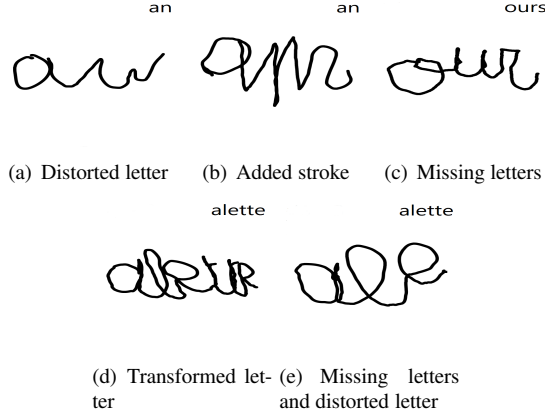 an an ours
our
(a) Distorted letter (b) Added stroke (c) Missing letters
alette alette
(d) Transformed let- (e) Missing letters
ter and distorted letter